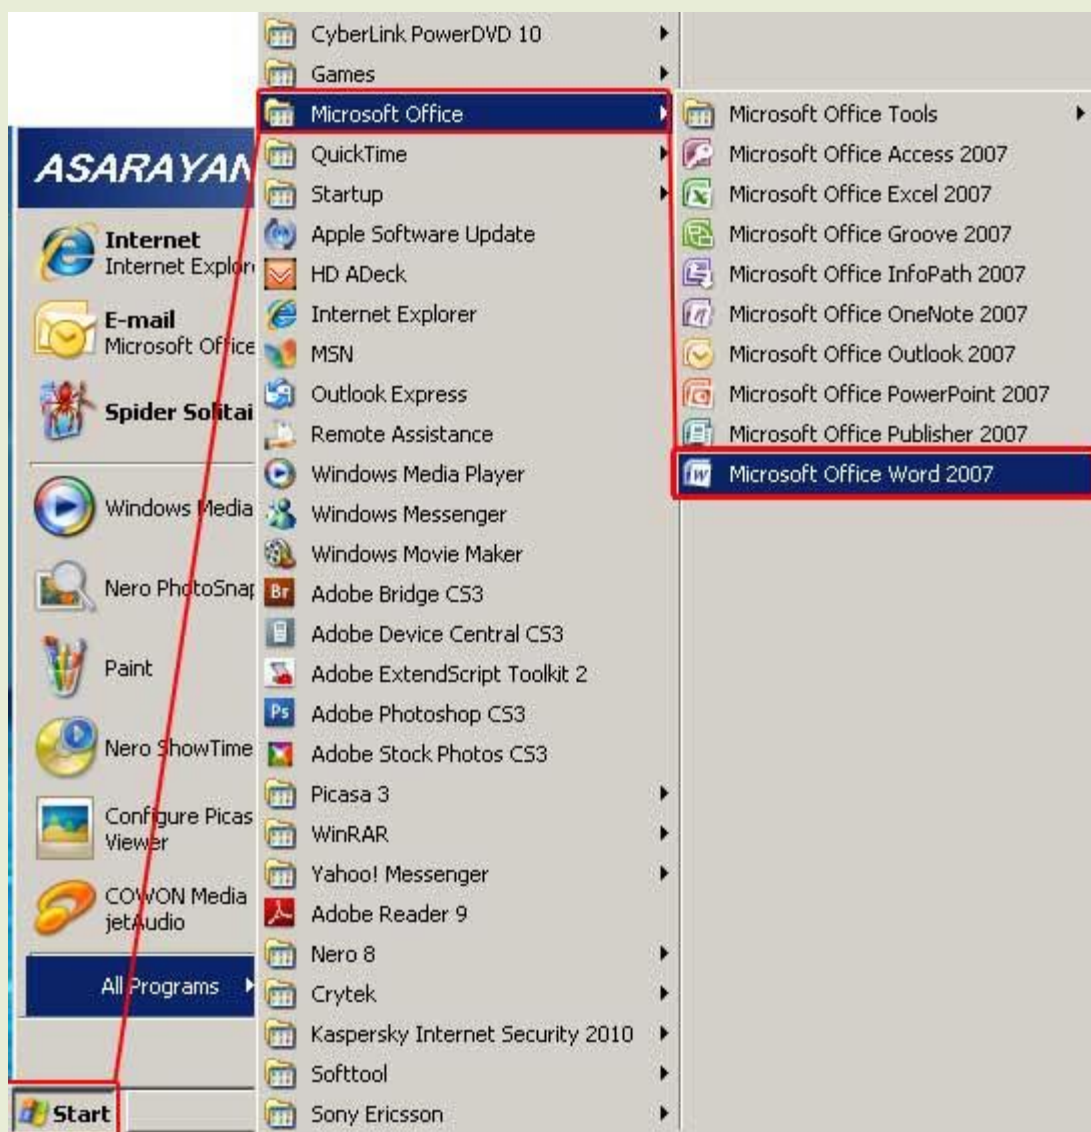 ASARAYAN
Internet
Internet Explor
E-mail
Microsoft Office
Spider Solitai
Windows Media
Nero PhotoSnap
Paint
Nero ShowTime
Configure Picas
Viewer
COWON Media
jetAudio
All Programs
Start
CyberLink PowerDVD 10
Games
Microsoft Office
QuickTime
Startup
Apple Software Update
HD ADeck
Internet Explorer
MSN
Outlook Express
Remote Assistance
Windows Media Player
Windows Messenger
Windows Movie Maker
Br Adobe Bridge CS3
Adobe Device Central CS3
Adobe ExtendScript Toolkit 2
Ps Adobe Photoshop CS3
Adobe Stock Photos CS3
Picasa 3
WinRAR
Yahoo! Messenger
Adobe Reader 9
Nero 8
Crytek
Kaspersky Internet Security 2010
Softtool
Sony Ericsson
Microsoft Office Tools
Microsoft Office Access 2007
Microsoft Office Excel 2007
Microsoft Office Groove 2007
Microsoft Office InfoPath 2007
Microsoft Office OneNote 2007
Microsoft Office Outlook 2007
Microsoft Office PowerPoint 2007
Microsoft Office Publisher 2007
Microsoft Office Word 2007